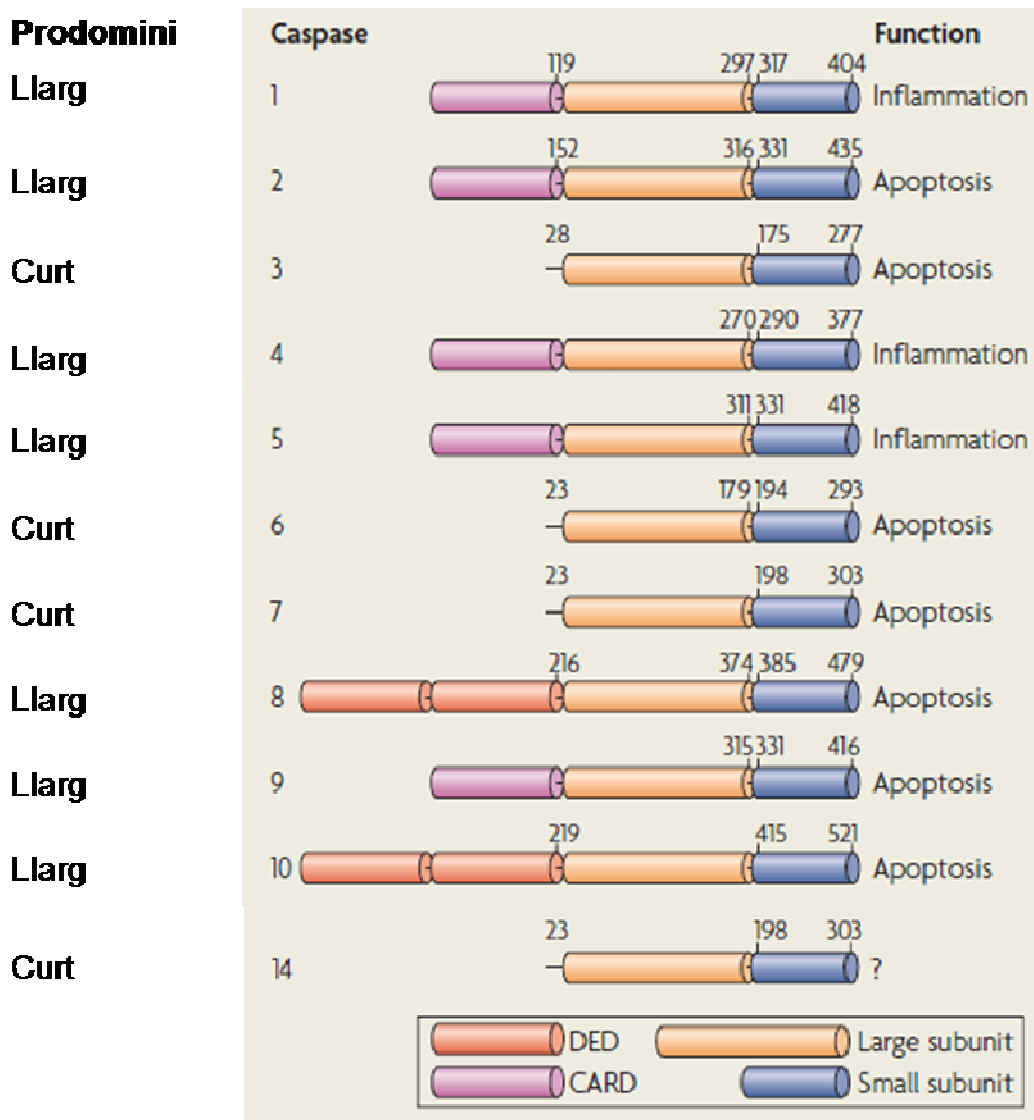 Prodomini Caspase Function
119 297 317 404
Llarg 1 Inflammation
152 316 331 435
Llarg 2 Apoptosis
28 175 277
Curt 3 Apoptosis
270 290 377
Llarg 4 Inflammation
311 331 418
Llarg 5 Inflammation
23 179 194 293
Curt 6 Apoptosis
23 198 303
Curt 7 Apoptosis
216 374 385 479
Llarg 8 Apoptosis
315 331 416
Llarg 9 Apoptosis
219 415 521
Llarg 10 Apoptosis
23 198 303
Curt 14 ?
DED Large subunit
CARD Small subunit